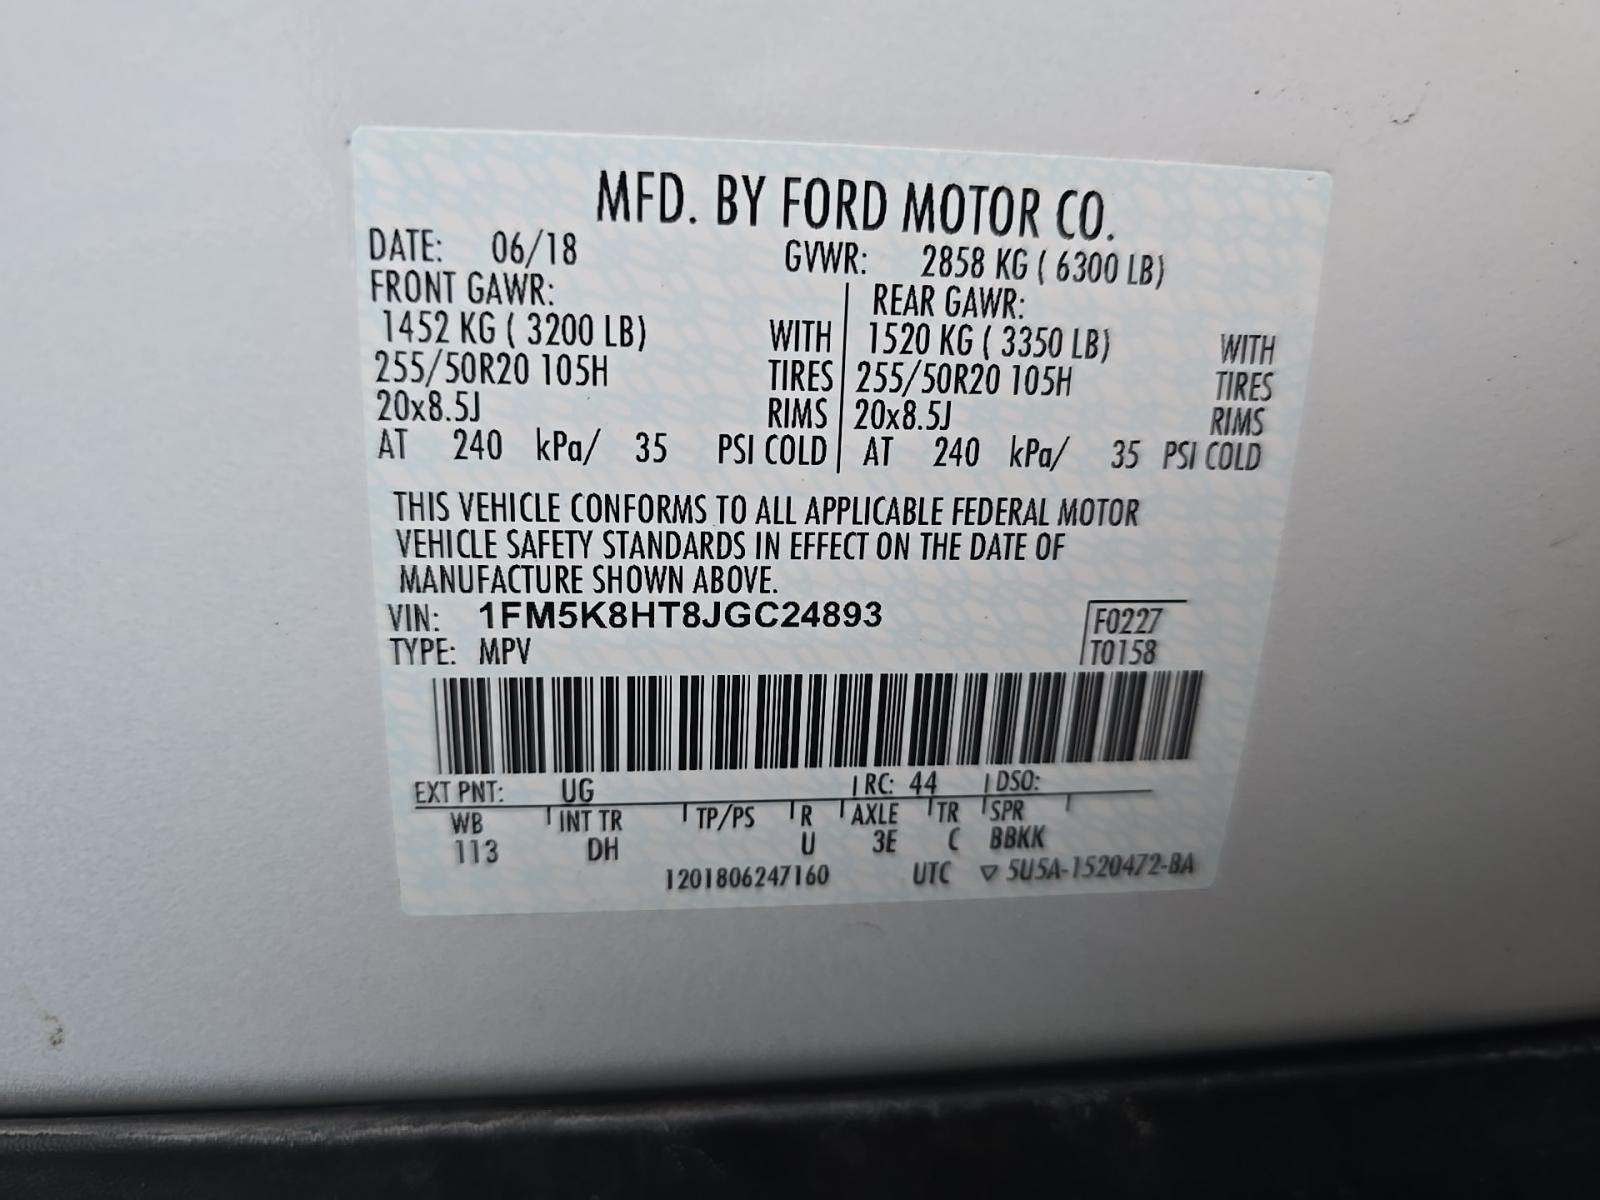 MFD. BY FORD MOTOR CO.
DATE: 06/18 GVWR: 2858 KG ( 6300 LB)
FRONT GAWR: REAR GAWR:
1452 KG ( 3200 LB) WITH 1520 KG ( 3350 LB) WITH
255/50R20 105H TIRES 255/50R20 105H TIRES
20x8.5J RIMS 20x8.5J RIMS
AT 240 kPa/ 35 PSI COLD AT 240 kPa/ 35 PSI COLD
THIS VEHICLE CONFORMS TO ALL APPLICABLE FEDERAL MOTOR
VEHICLE SAFETY STANDARDS IN EFFECT ON THE DATE OF
MANUFACTURE SHOWN ABOVE.
VIN: 1FM5K8HT8JGC24893 F0227
TYPE: MPV T0158
EXT PNT: UG RC: 44 DSO:
WB INT TR TP/PS R AXLE TR SPR
113 DH U 3E C BBKK
1201806247160 UTC ▽ 5U5A-1520472-BA